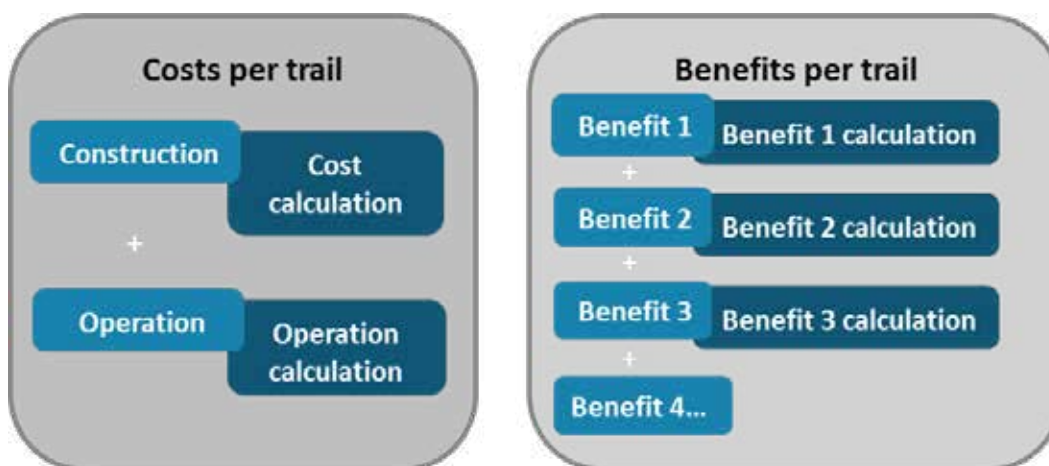 Costs per trail
Construction
Cost
calculation
+
Operation
Operation
calculation
Benefits per trail
Benefit 1
Benefit 1 calculation
+
Benefit 2
Benefit 2 calculation
+
Benefit 3
Benefit 3 calculation
+
Benefit 4...